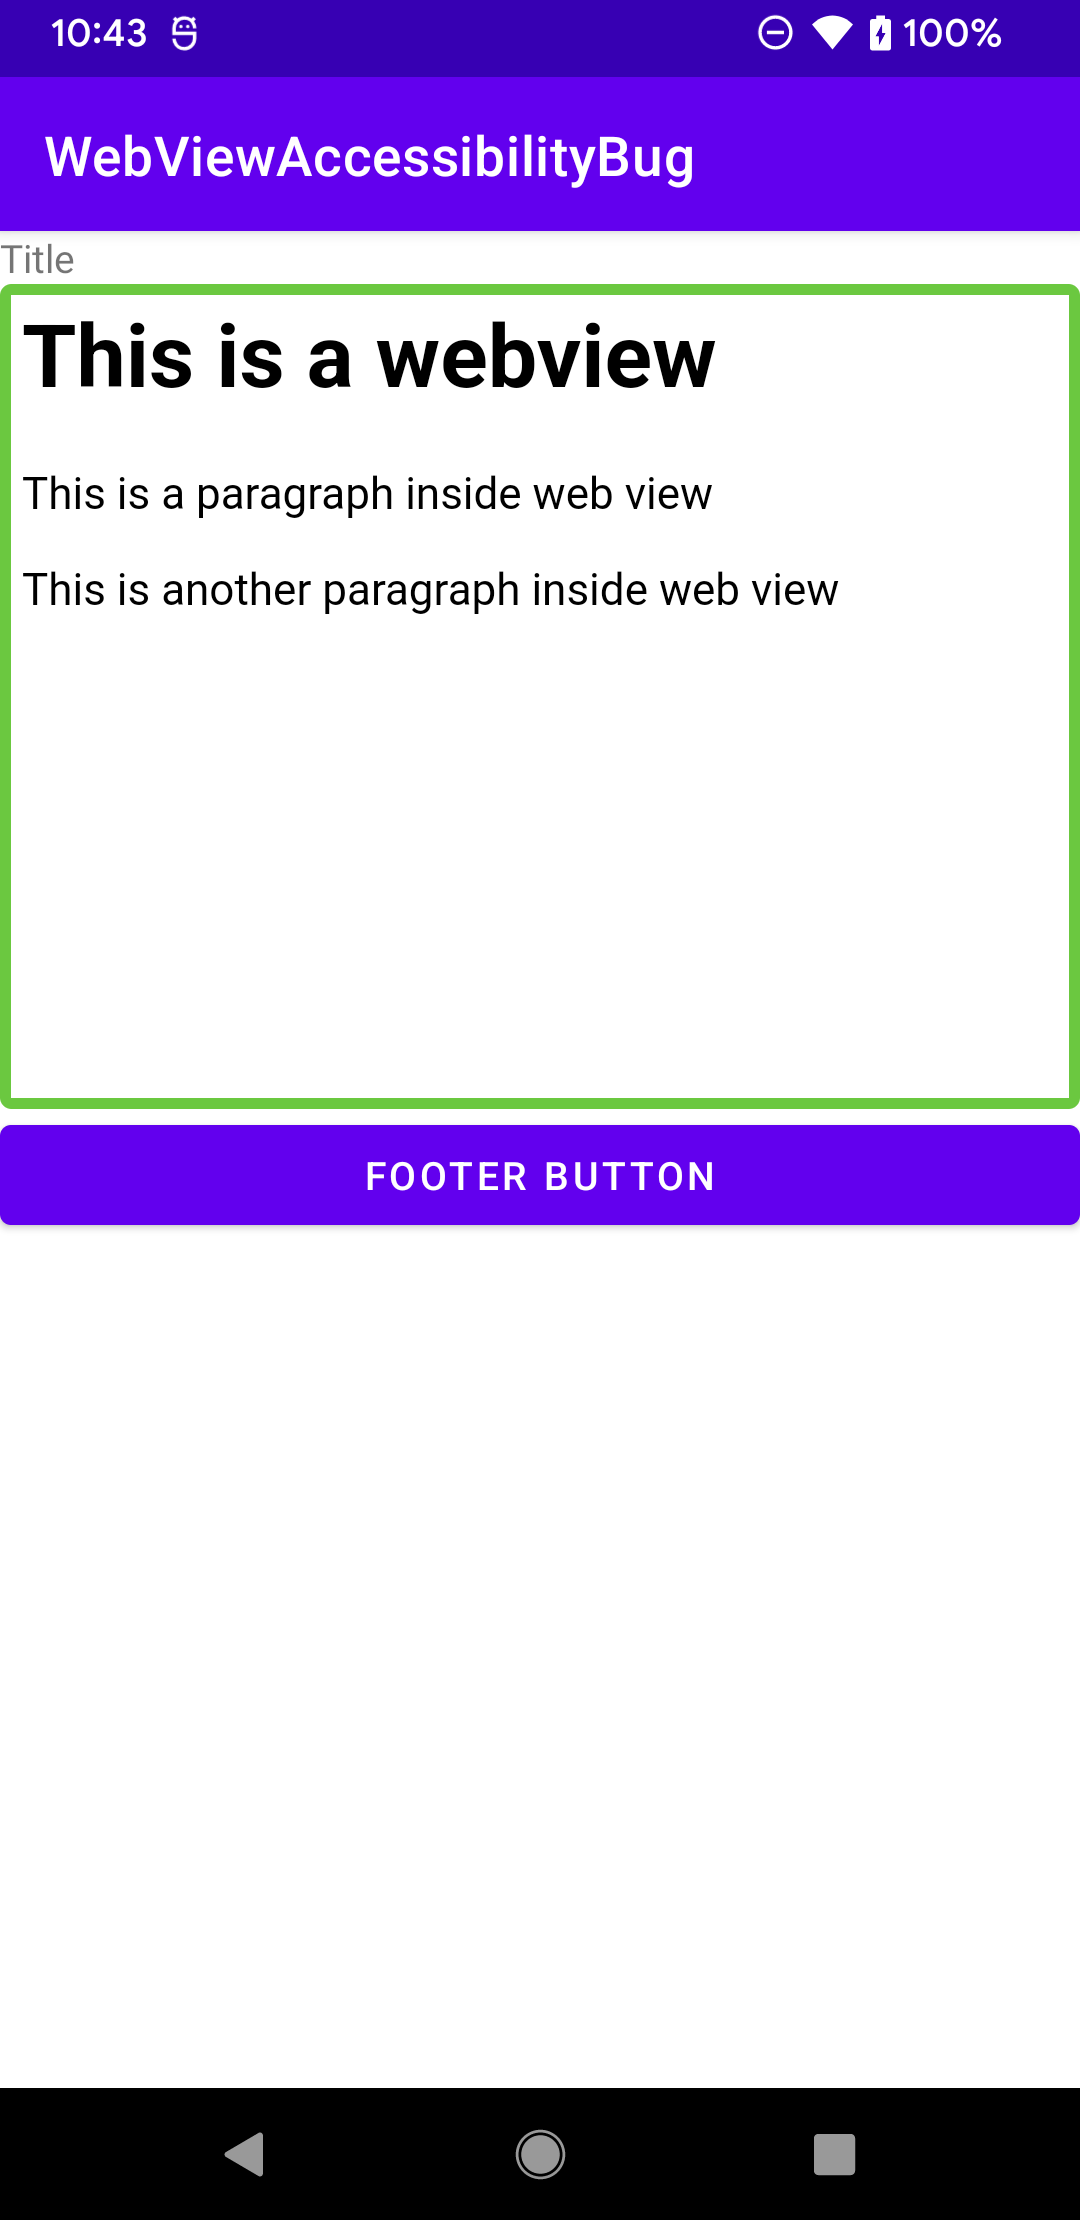 10:43 100%
WebViewAccessibilityBug
Title
This is a webview
This is a paragraph inside web view
This is another paragraph inside web view
FOOTER BUTTON